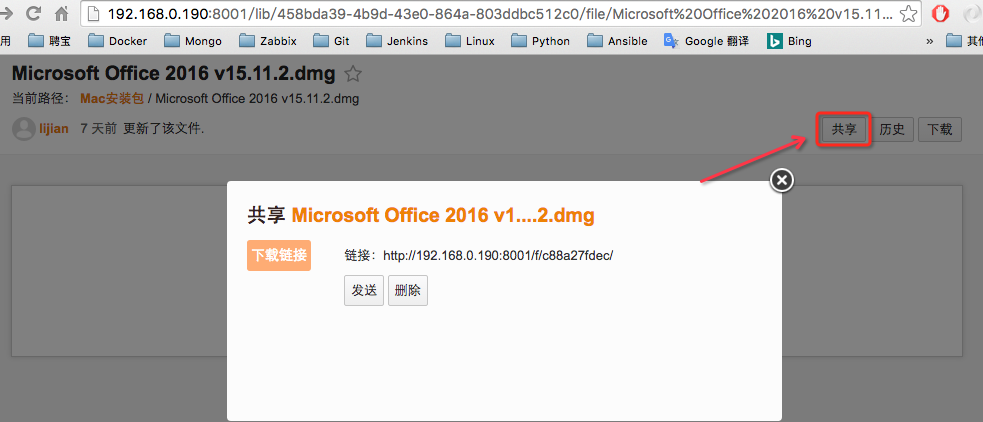 192.168.0.190:8001/lib/458bda39-4b9d-43e0-864a-803ddbc512c0/file/Microsoft%20Office%202016%20v15.11...
用 聘宝 Docker Mongo Zabbix Git Jenkins Linux Python Ansible Google 翻译 Bing » 其他
Microsoft Office 2016 v15.11.2.dmg
当前路径： Mac安装包 / Microsoft Office 2016 v15.11.2.dmg
lijian 7 天前 更新了该文件.
共享 历史 下载
共享 Microsoft Office 2016 v1....2.dmg
下载链接 链接：http://192.168.0.190:8001/f/c88a27fdec/
发送 删除